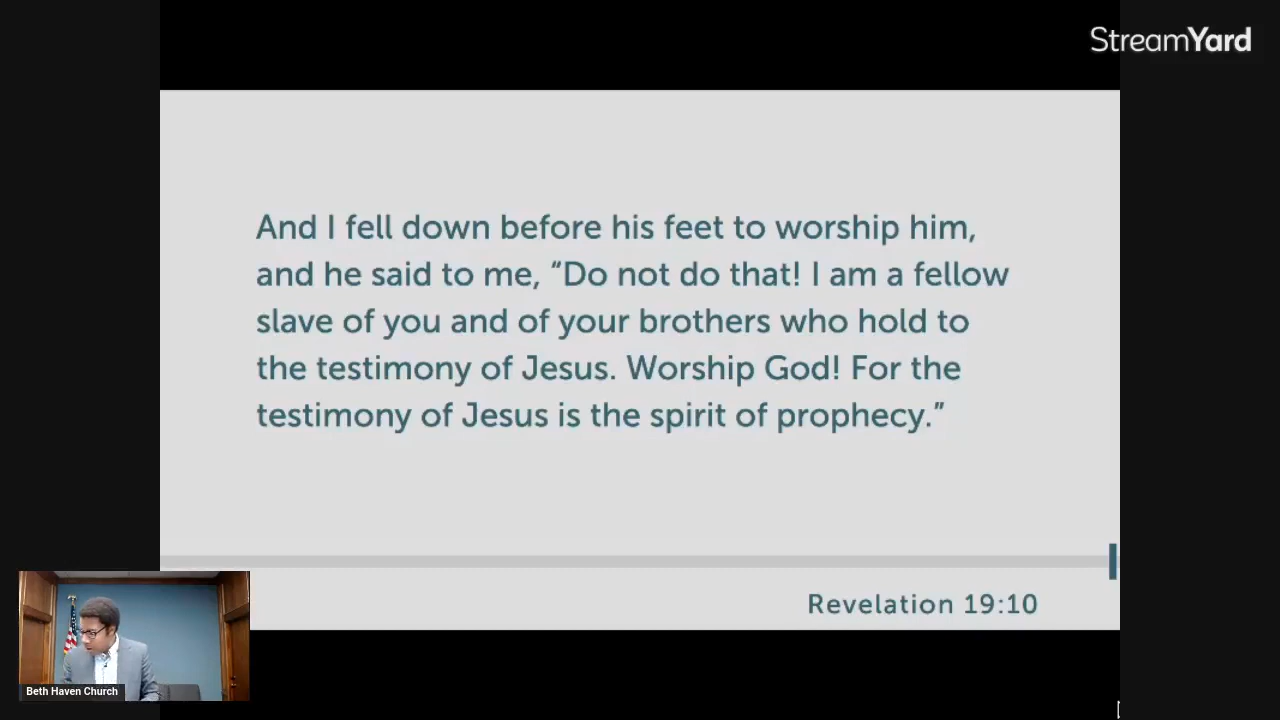 StreamYard
And I fell down before his feet to worship him,
and he said to me, “Do not do that! I am a fellow
slave of you and of your brothers who hold to
the testimony of Jesus. Worship God! For the
testimony of Jesus is the spirit of prophecy.”
Revelation 19:10
Beth Haven Church